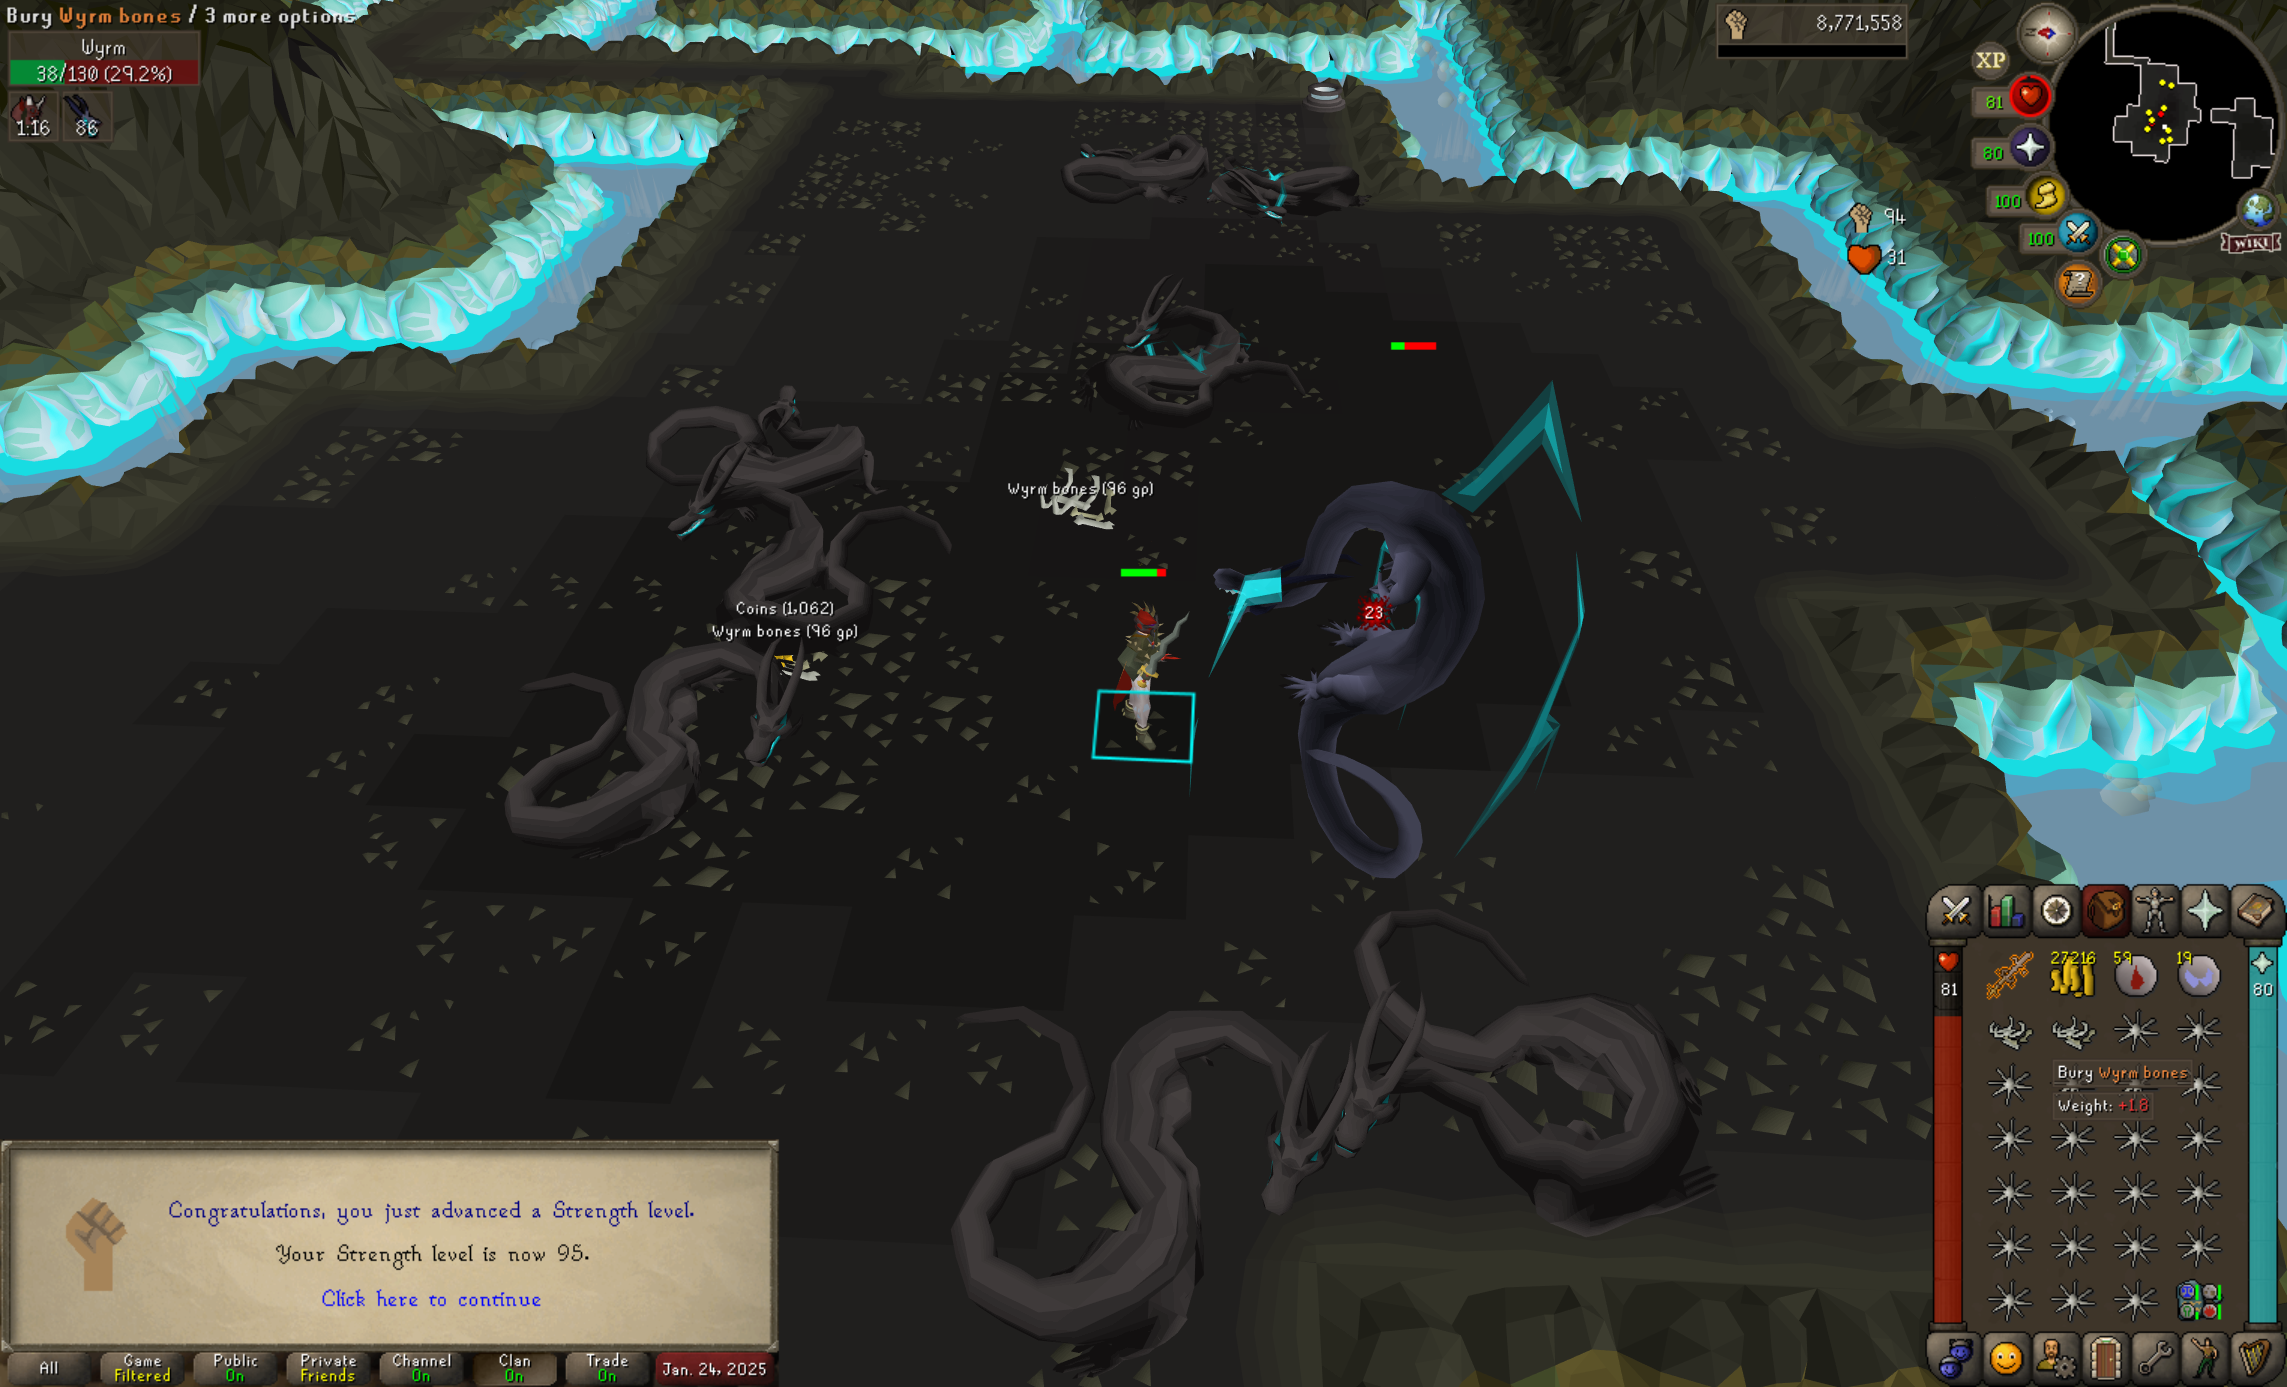 Bury Wyrm bones / 3 more options
Wyrm
38/130 (29.2%)
1:16
86
8,771,558
XP
81
80
100
100
WIKI
94
31
Wyrm bones (96 gp)
23
Coins (1,062)
Wyrm bones (96 gp)
81
27216
59
19
80
Bury Wyrm bones
Weight: +1.8
Congratulations, you just advanced a Strength level.
Your Strength level is now 95.
Click here to continue
All
Game
Filtered
Public
On
Private
Friends
Channel
On
Clan
On
Trade
On
Jan. 24, 2025